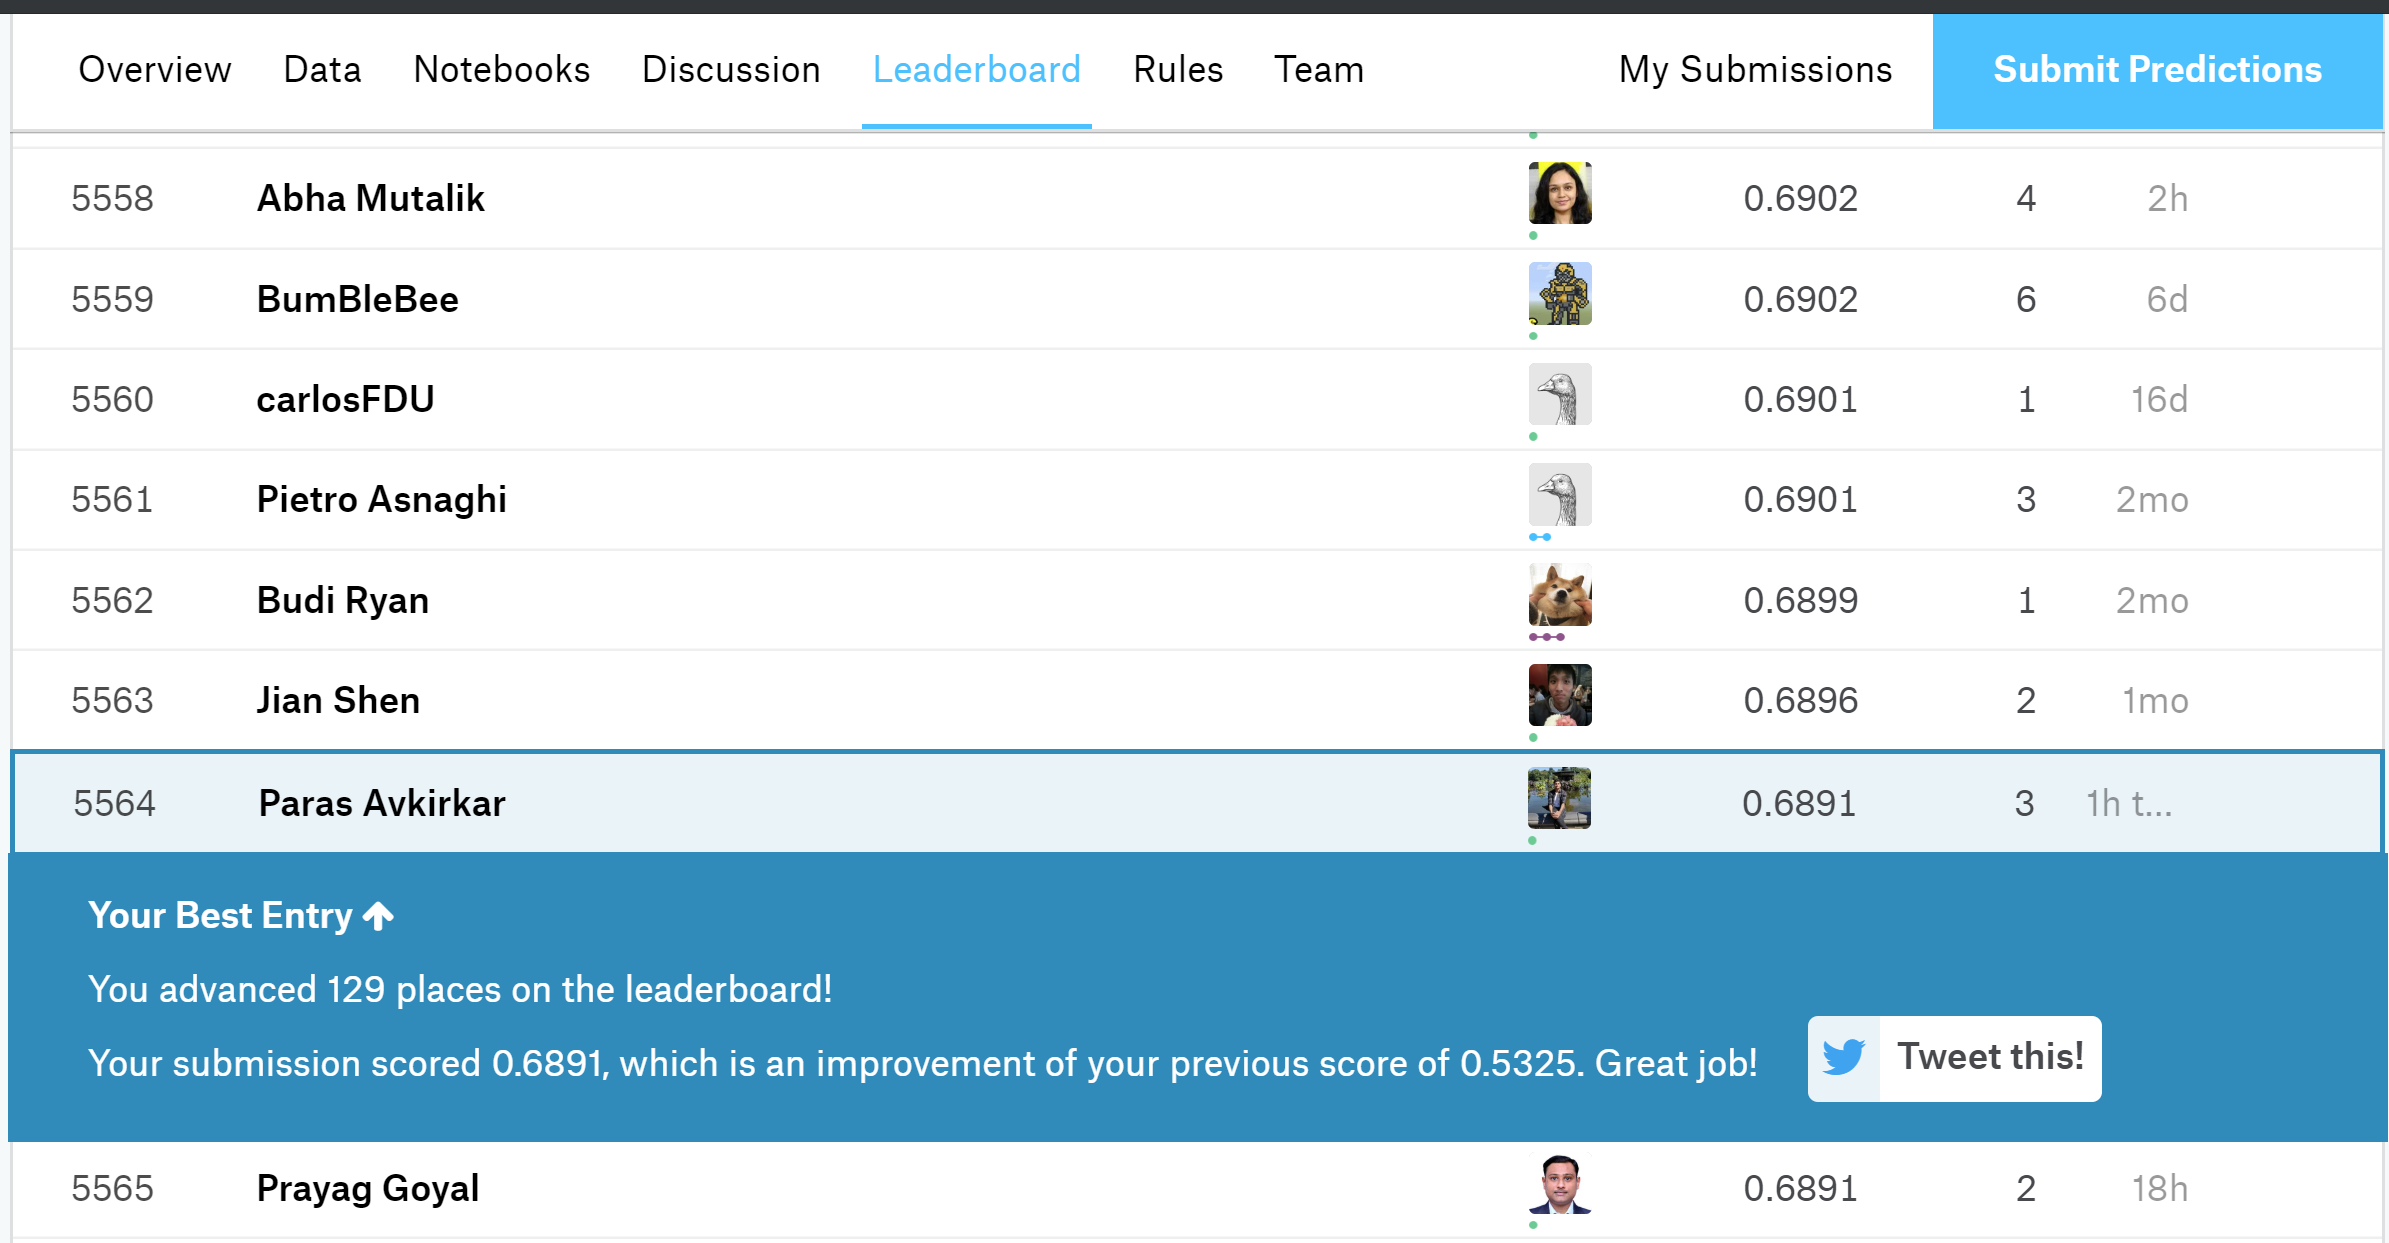 Overview Data Notebooks Discussion Leaderboard Rules Team My Submissions Submit Predictions
5558 Abha Mutalik 0.6902 4 2h
5559 BumBleBee 0.6902 6 6d
5560 carlosFDU 0.6901 1 16d
5561 Pietro Asnaghi 0.6901 3 2mo
5562 Budi Ryan 0.6899 1 2mo
5563 Jian Shen 0.6896 2 1mo
5564 Paras Avkirkar 0.6891 3 1h t...
Your Best Entry
You advanced 129 places on the leaderboard!
Your submission scored 0.6891, which is an improvement of your previous score of 0.5325. Great job! Tweet this!
5565 Prayag Goyal 0.6891 2 18h